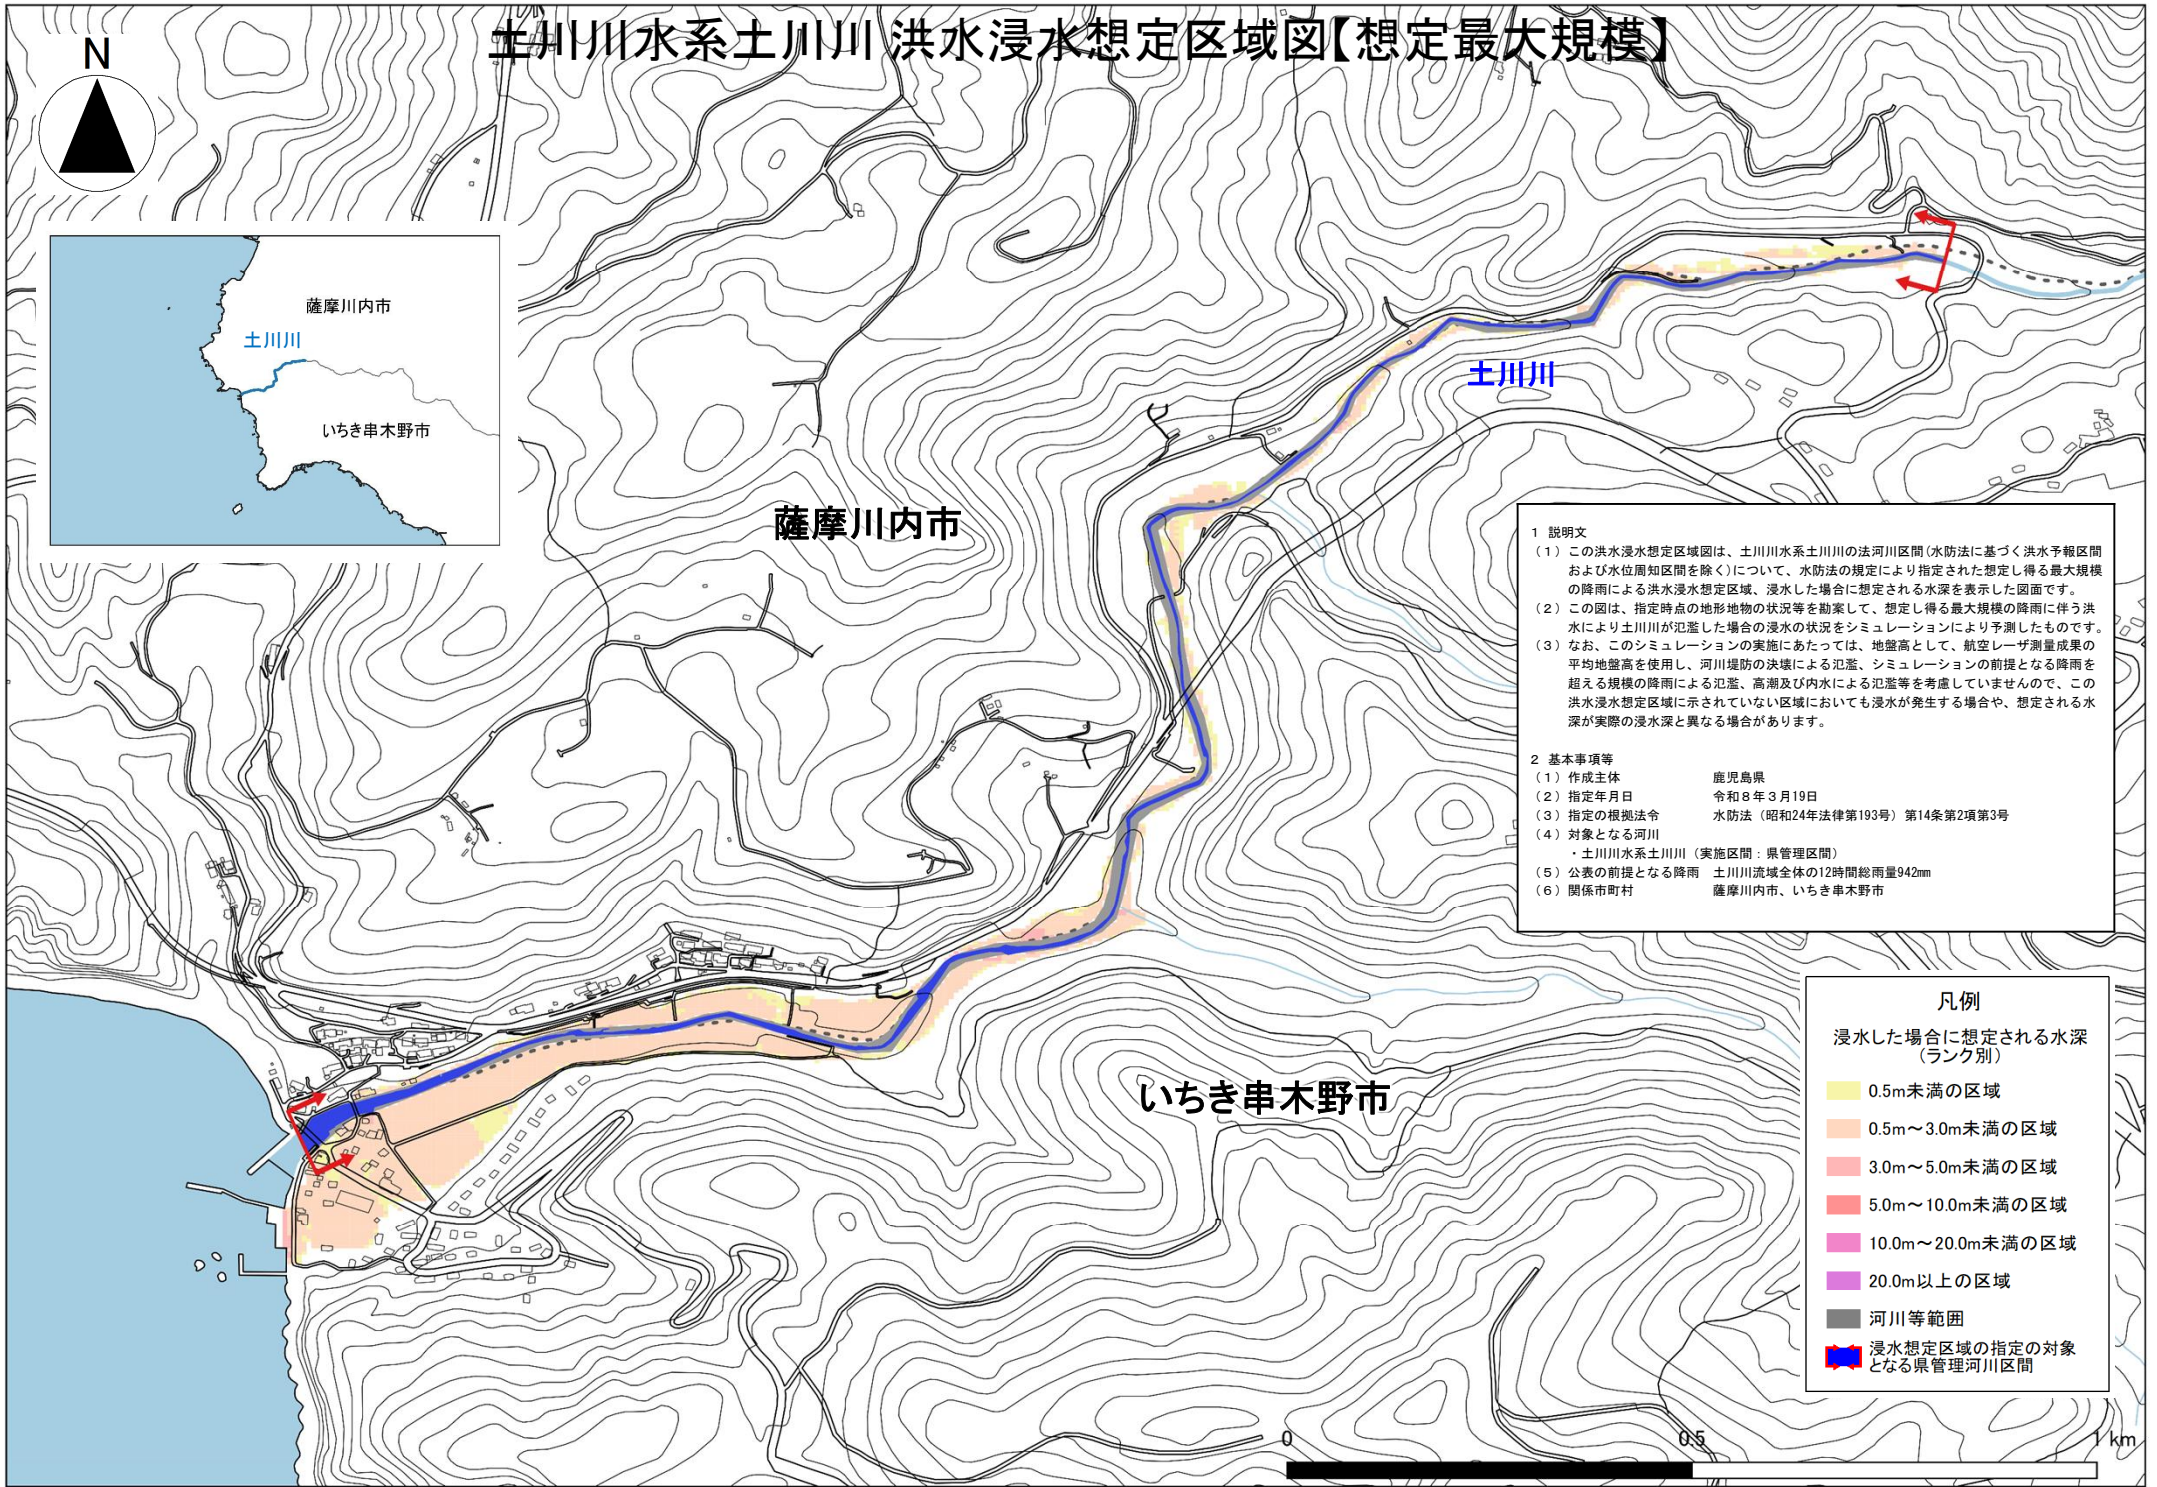 土川川水系土川川 洪水浸水想定区域図【想定最大規模】
N
薩摩川内市
土川川
いちき串木野市
土川川
薩摩川内市
いちき串木野市
1 説明文
（1）この洪水浸水想定区域図は、土川川水系土川川の法河川区間（水防法に基づく洪水予報区間
および水位周知区間を除く）について、水防法の規定により指定された想定し得る最大規模
の降雨による洪水浸水想定区域、浸水した場合に想定される水深を表示した図面です。
（2）この図は、指定時点の地形地物の状況等を勘案して、想定し得る最大規模の降雨に伴う洪
水により土川川が氾濫した場合の浸水の状況をシミュレーションにより予測したものです。
（3）なお、このシミュレーションの実施にあたっては、地盤高として、航空レーザ測量成果の
平均地盤高を使用し、河川堤防の決壊による氾濫、シミュレーションの前提となる降雨を
超える規模の降雨による氾濫、高潮及び内水による氾濫等を考慮していませんので、この
洪水浸水想定区域に示されていない区域においても浸水が発生する場合や、想定される水
深が実際の浸水深と異なる場合があります。
2 基本事項等
（1）作成主体 鹿児島県
（2）指定年月日 令和８年３月19日
（3）指定の根拠法令 水防法（昭和24年法律第193号）第14条第2項第3号
（4）対象となる河川
・土川川水系土川川（実施区間：県管理区間）
（5）公表の前提となる降雨 土川川流域全体の12時間総雨量942mm
（6）関係市町村 薩摩川内市、いちき串木野市
凡例
浸水した場合に想定される水深
（ランク別）
0.5m未満の区域
0.5m～3.0m未満の区域
3.0m～5.0m未満の区域
5.0m～10.0m未満の区域
10.0m～20.0m未満の区域
20.0m以上の区域
河川等範囲
浸水想定区域の指定の対象
となる県管理河川区間
0 0.5 1 km